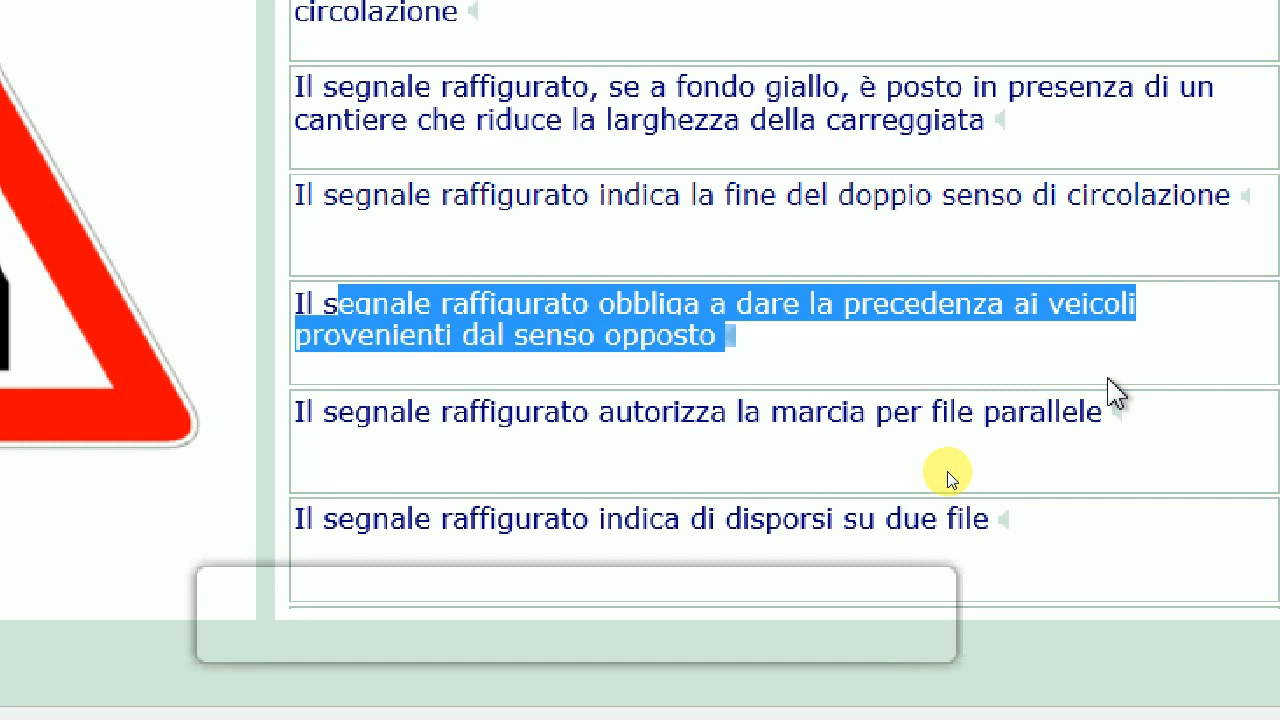 circolazione
Il segnale raffigurato, se a fondo giallo, è posto in presenza di un
cantiere che riduce la larghezza della carreggiata
Il segnale raffigurato indica la fine del doppio senso di circolazione
Il segnale raffigurato obbliga a dare la precedenza ai veicoli
provenienti dal senso opposto
Il segnale raffigurato autorizza la marcia per file parallele
Il segnale raffigurato indica di disporsi su due file